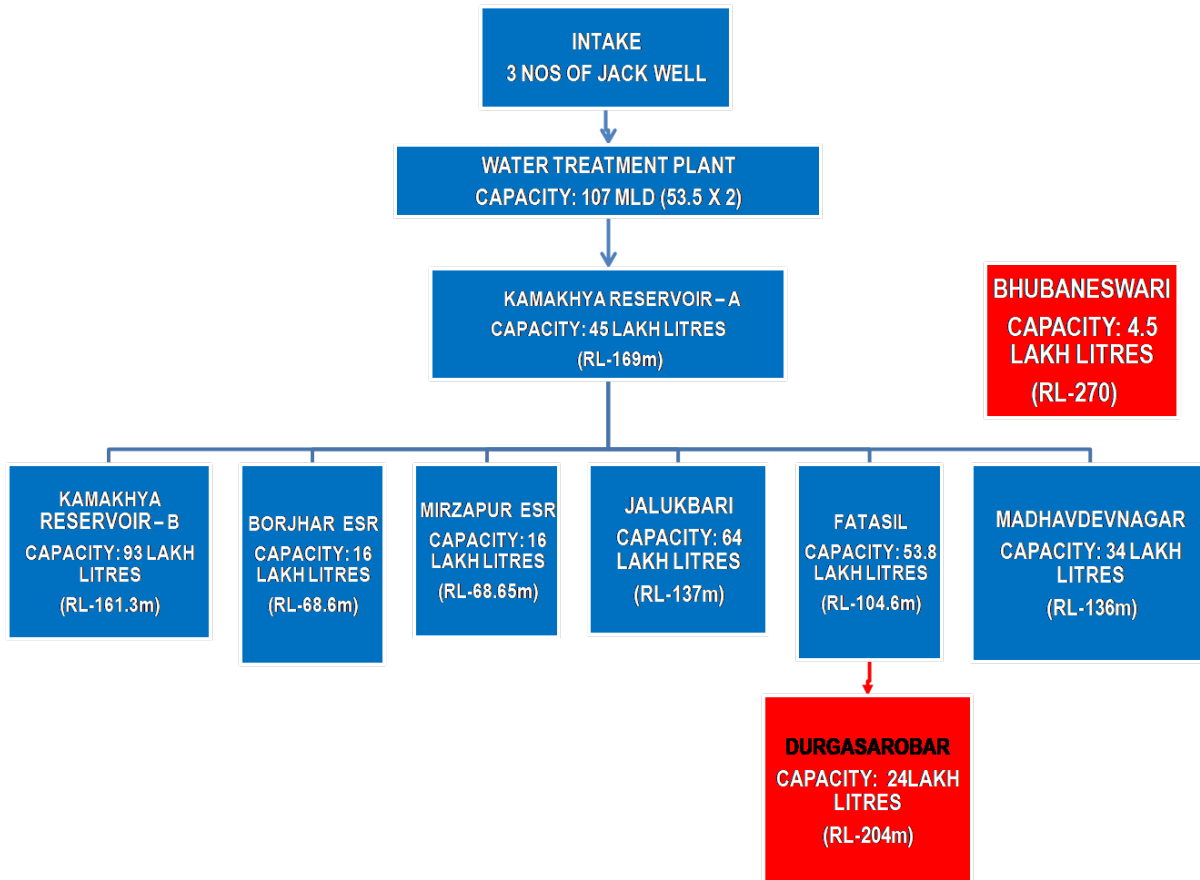 INTAKE
3 NOS OF JACK WELL
WATER TREATMENT PLANT
CAPACITY: 107 MLD (53.5 X 2)
KAMAKHYA RESERVOIR – A
CAPACITY: 45 LAKH LITRES
(RL-169m)
BHUBANESWARI
CAPACITY: 4.5
LAKH LITRES
(RL-270)
KAMAKHYA
RESERVOIR – B
CAPACITY: 93 LAKH
LITRES
(RL-161.3m)
BORJHAR ESR
CAPACITY: 16
LAKH LITRES
(RL-68.6m)
MIRZAPUR ESR
CAPACITY: 16
LAKH LITRES
(RL-68.65m)
JALUKBARI
CAPACITY: 64
LAKH LITRES
(RL-137m)
FATASIL
CAPACITY: 53.8
LAKH LITRES
(RL-104.6m)
MADHAVDEVNAGAR
CAPACITY: 34 LAKH
LITRES
(RL-136m)
DURGASAROBAR
CAPACITY: 24LAKH
LITRES
(RL-204m)